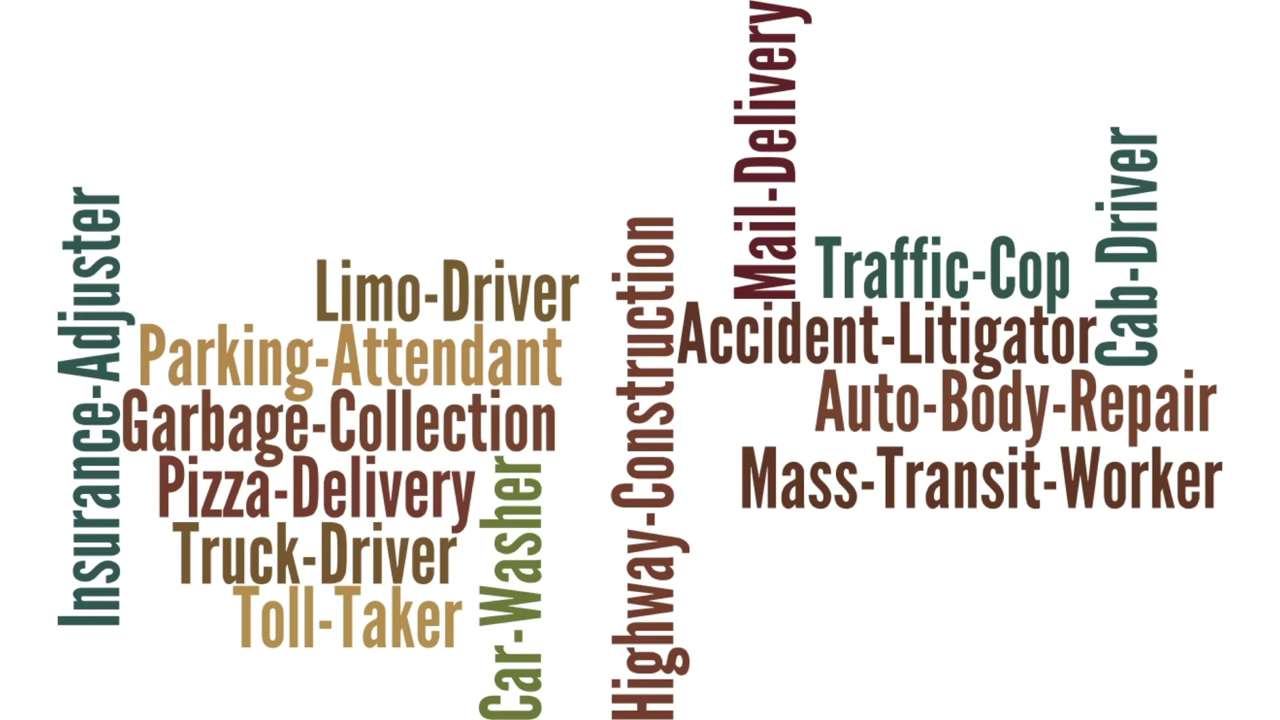 Mail-Delivery
Cab-Driver
Insurance-Adjuster
Highway-Construction
Traffic-Cop
Limo-Driver
Accident-Litigator
Parking-Attendant
Auto-Body-Repair
Garbage-Collection
Mass-Transit-Worker
Pizza-Delivery
Car-Washer
Truck-Driver
Toll-Taker